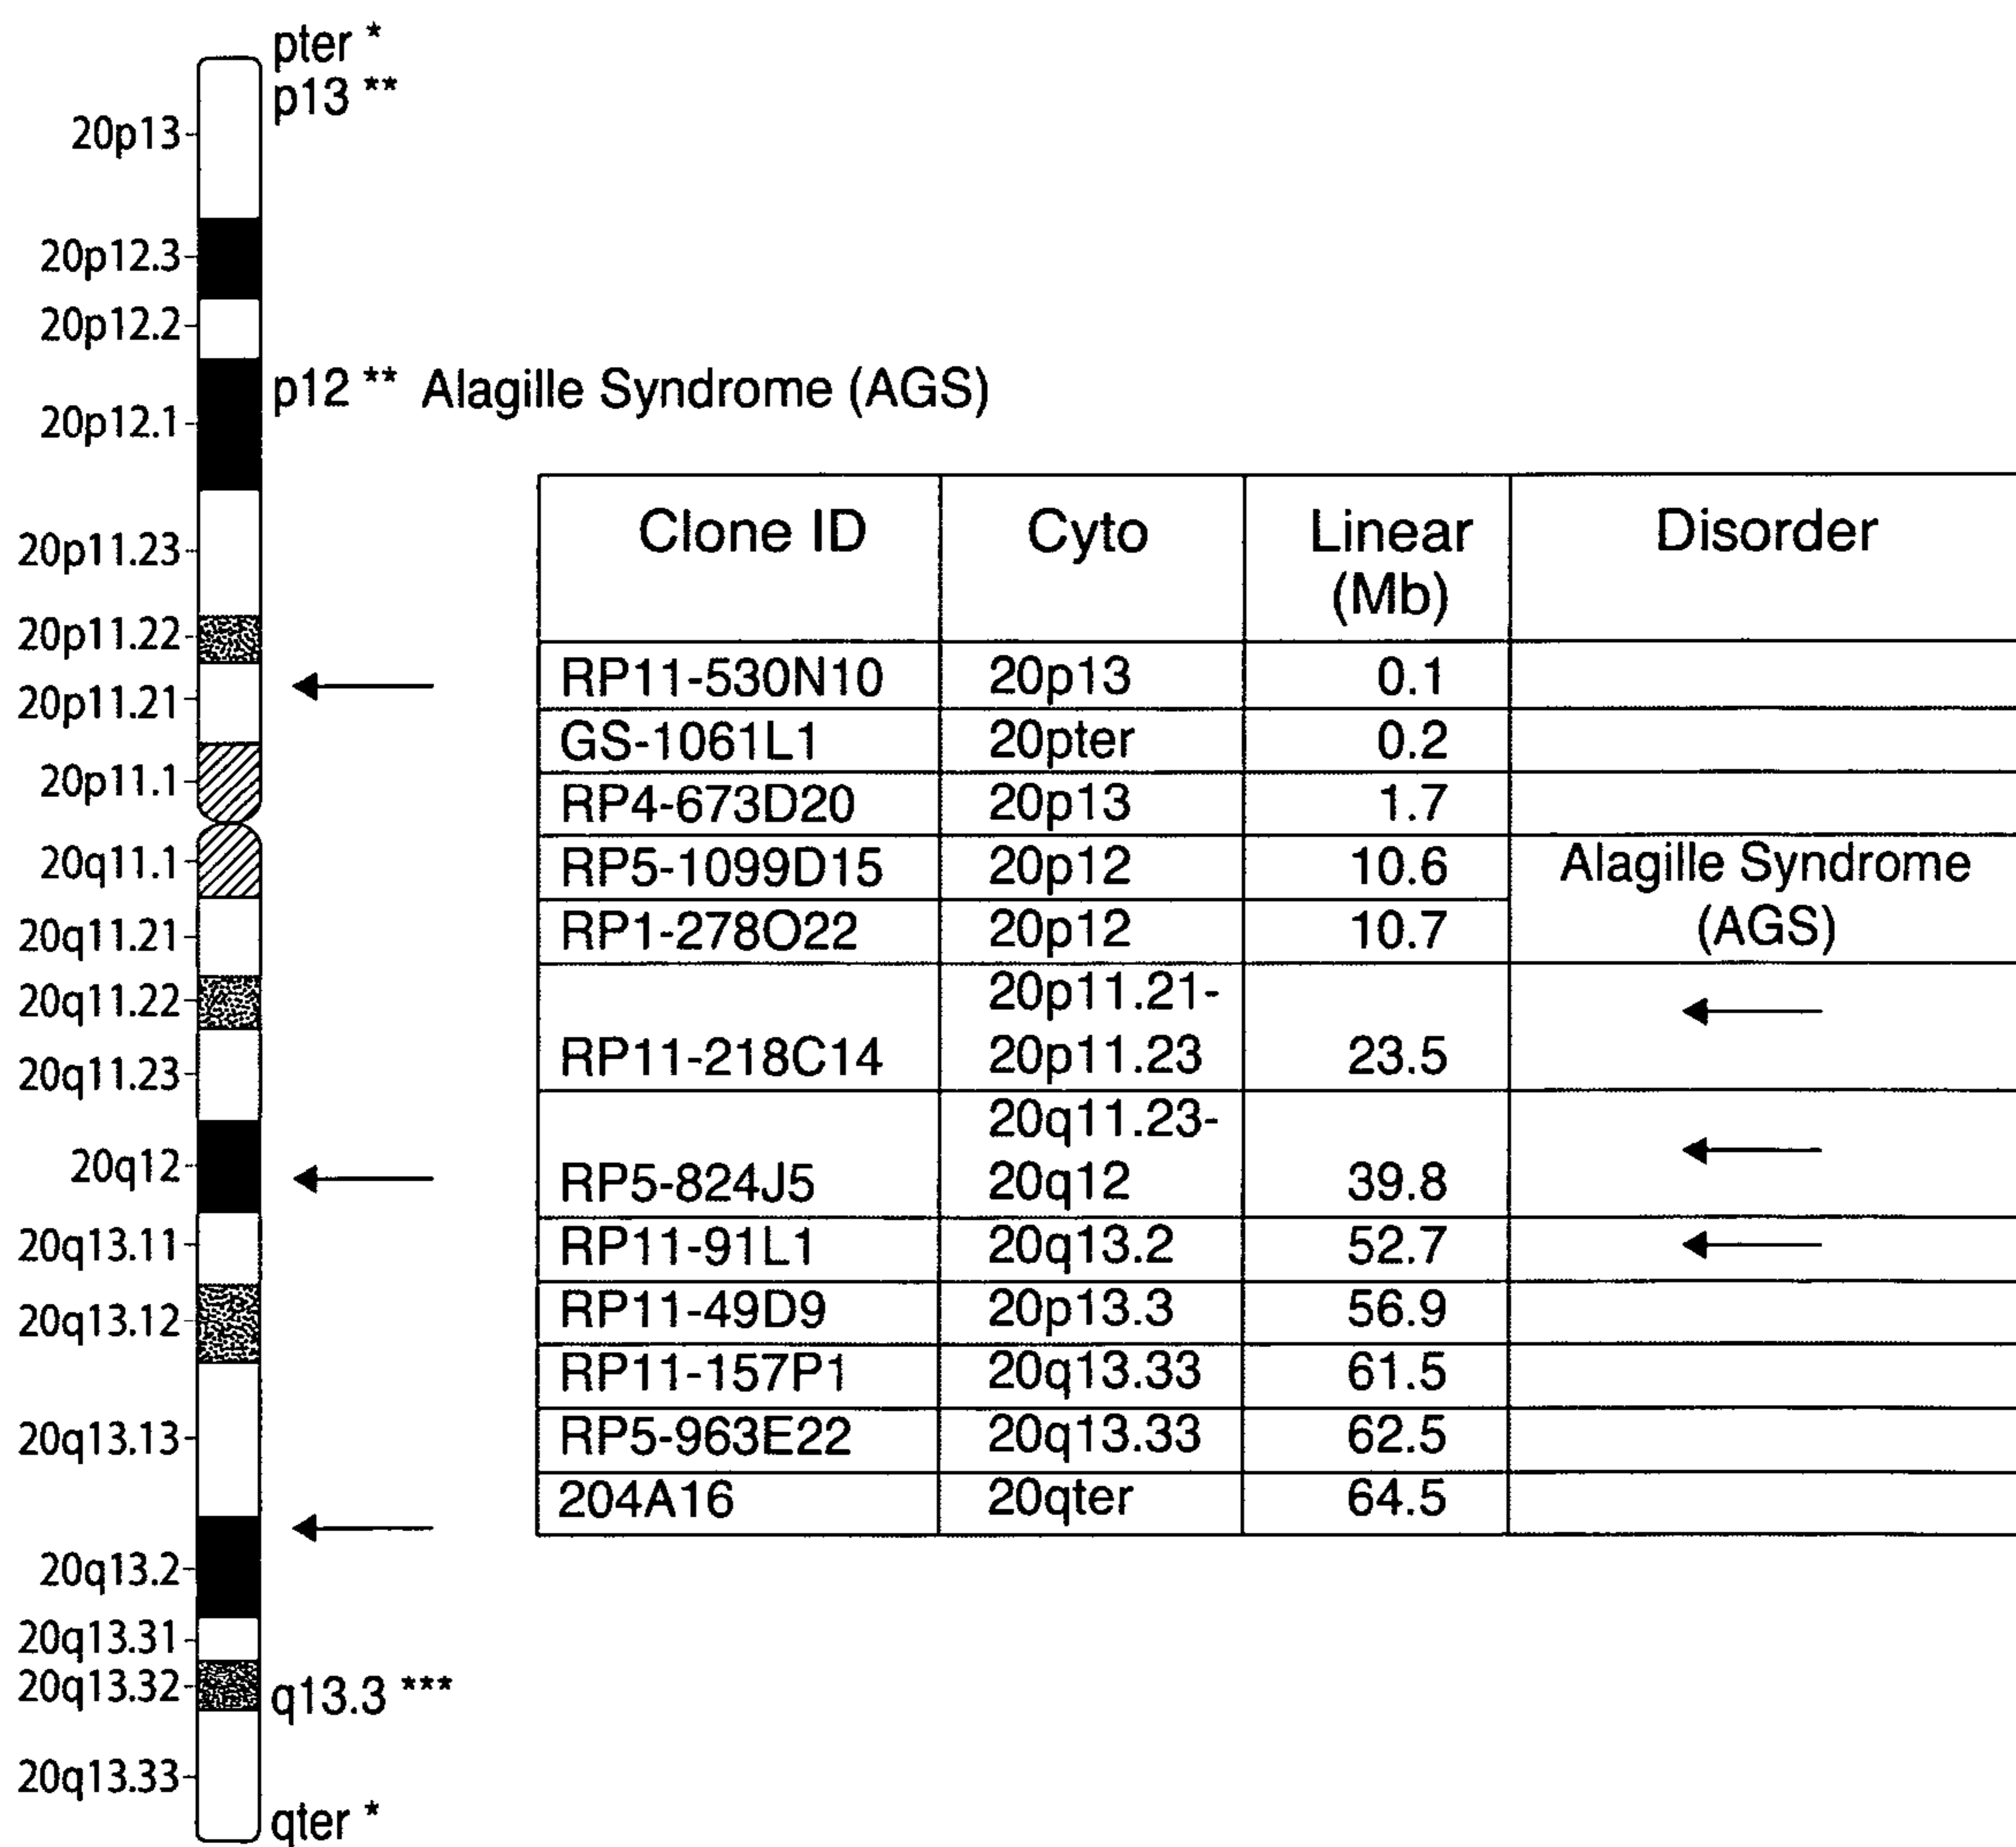 pter *
p13 **
20p13
20p12.3
20p12.2
p12 ** Alagille Syndrome (AGS)
20p12.1
20p11.23
20p11.22
20p11.21
20p11.1
20q11.1
20q11.21
20q11.22
20q11.23
20q12
20q13.11
20q13.12
20q13.13
20q13.2
20q13.31
20q13.32
q13.3 ***
20q13.33
qter *
Clone ID Cyto Linear Disorder
(Mb)
RP11-530N10 20p13 0.1
GS-1061L1 20pter 0.2
RP4-673D20 20p13 1.7
RP5-1099D15 20p12 10.6 Alagille Syndrome
RP1-278O22 20p12 10.7 (AGS)
20p11.21-
RP11-218C14 20p11.23 23.5
20q11.23-
RP5-824J5 20q12 39.8
RP11-91L1 20q13.2 52.7
RP11-49D9 20p13.3 56.9
RP11-157P1 20q13.33 61.5
RP5-963E22 20q13.33 62.5
204A16 20qter 64.5